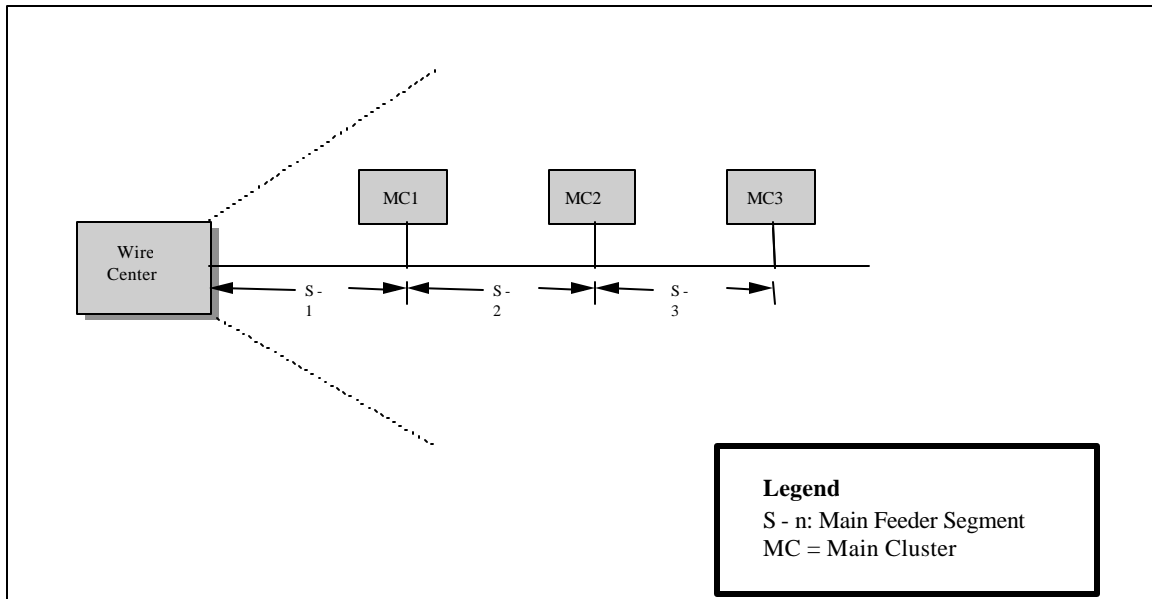 MC1
MC2
MC3
Wire
Center
S -
1
S -
2
S -
3
Legend
S - n: Main Feeder Segment
MC = Main Cluster